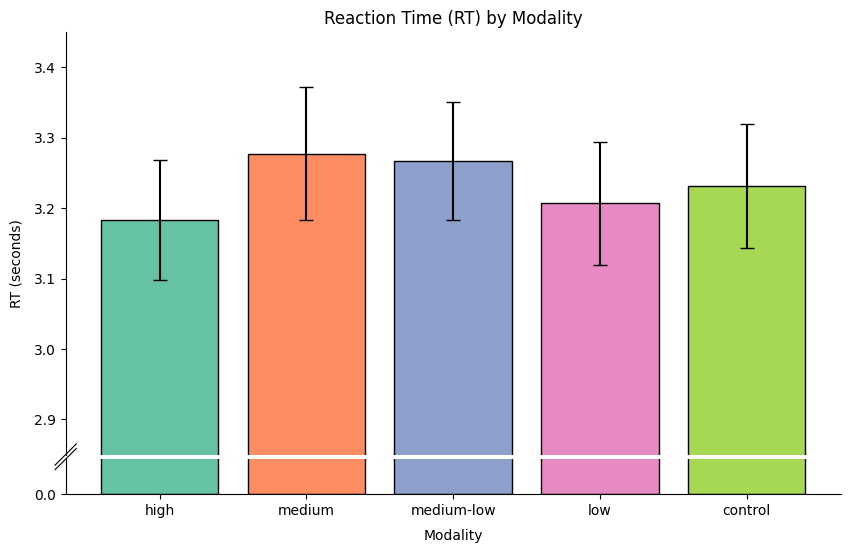 Reaction Time (RT) by Modality
RT (seconds)
3.4
3.3
3.2
3.1
3.0
2.9
0.0
high medium medium-low low control
Modality